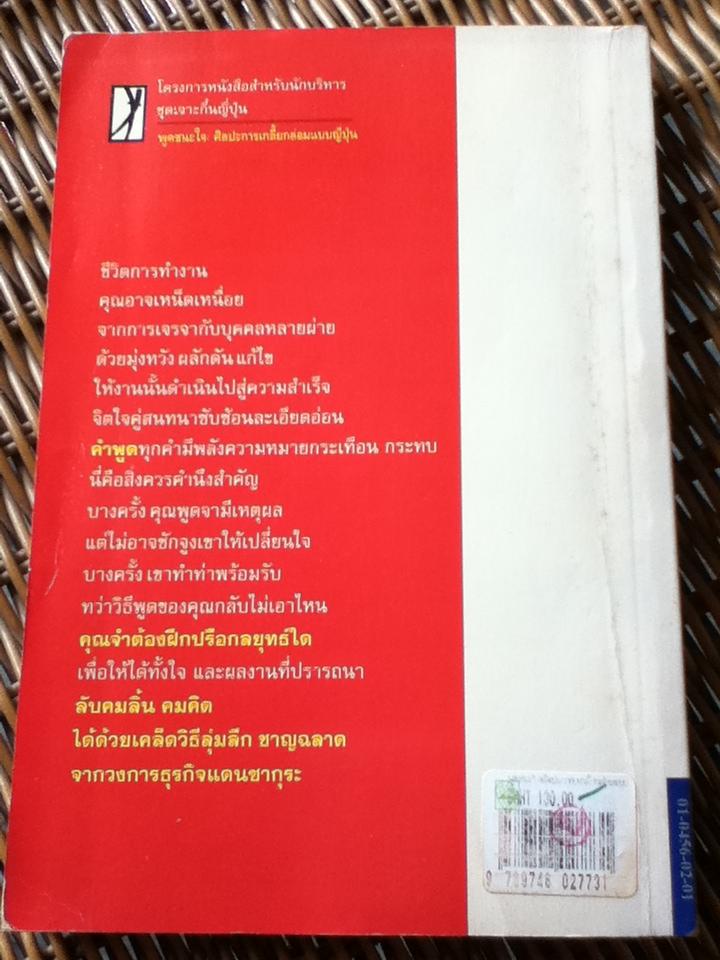 โครงการหนังสือสำหรับนักบริหาร
ชุดเจาะกึ๋นญี่ปุ่น
พูดชนะใจ: ศิลปะการเกลี้ยกล่อมแบบญี่ปุ่น
ชีวิตการทำงาน
คุณอาจเหน็ดเหนื่อย
จากการเจรจากับบุคคลหลายฝ่าย
ด้วยมุ่งหวัง ผลักดัน แก้ไข
ให้งานนั้นดำเนินไปสู่ความสำเร็จ
จิตใจคู่สนทนาซับซ้อนละเอียดอ่อน
คำพูดทุกคำมีพลังความหมายกระเทือน กระทบ
นี่คือสิ่งควรคำนึงสำคัญ
บางครั้ง คุณพูดจามีเหตุผล
แต่ไม่อาจชักจูงเขาให้เปลี่ยนใจ
บางครั้ง เขาทำท่าพร้อมรับ
ทว่าวิธีพูดของคุณกลับไม่เอาไหน
คุณจำต้องฝึกปรือกลยุทธ์ใด
เพื่อให้ได้ทั้งใจ และผลงานที่ปรารถนา
ลับคมลิ้น คมคิด
ได้ด้วยเคล็ดวิธีลุ่มลึก ชาญฉลาด
จากวงการธุรกิจแดนซากุระ
130.00
9 789748 027731
01-0456-02-01